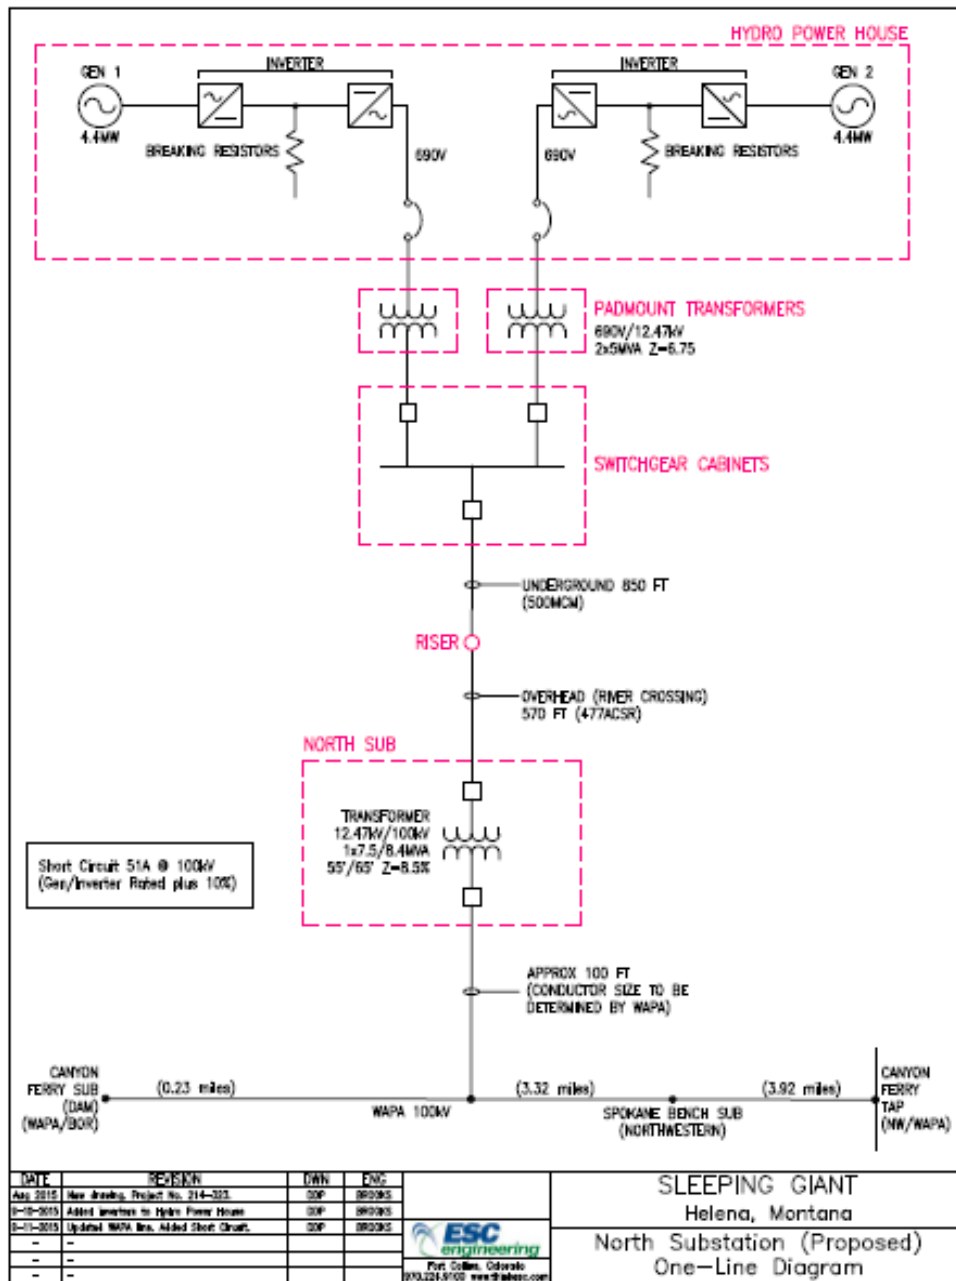 HYDRO POWER HOUSE
GEN 1
INVERTER
INVERTER
GEN 2
4.4MW
BREAKING RESISTORS
690V
690V
BREAKING RESISTORS
4.4MW
PADMOUNT TRANSFORMERS
690V/12.47kV
2x5MVA Z=6.75
SWITCHGEAR CABINETS
UNDERGROUND 850 FT
(500MCM)
RISER
OVERHEAD (RIVER CROSSING)
570 FT (477ACSR)
NORTH SUB
TRANSFORMER
12.47kV/100kV
1x7.5/8.4MVA
55'/65' Z=8.5%
Short Circuit 51A @ 100kV
(Gen/Inverter Rated plus 10%)
APPROX 100 FT
(CONDUCTOR SIZE TO BE
DETERMINED BY WAPA)
CANYON
FERRY SUB
(DAM)
(WAPA/BOR)
(0.23 miles)
WAPA 100kV
(3.32 miles)
SPOKANE BENCH SUB
(NORTHWESTERN)
(3.92 miles)
CANYON
FERRY
TAP
(NW/WAPA)
DATE REVISION DWN ENG
Aug 2015 New drawing, Project No. 214-323. DDP BROOKS
Added Inverters to Hydro Power House DDP BROOKS
Updated WAPA line. Added Short Circuit. DDP BROOKS
- -
- -
- -
ESC
engineering
Fort Collins, Colorado
SLEEPING GIANT
Helena, Montana
North Substation (Proposed)
One-Line Diagram